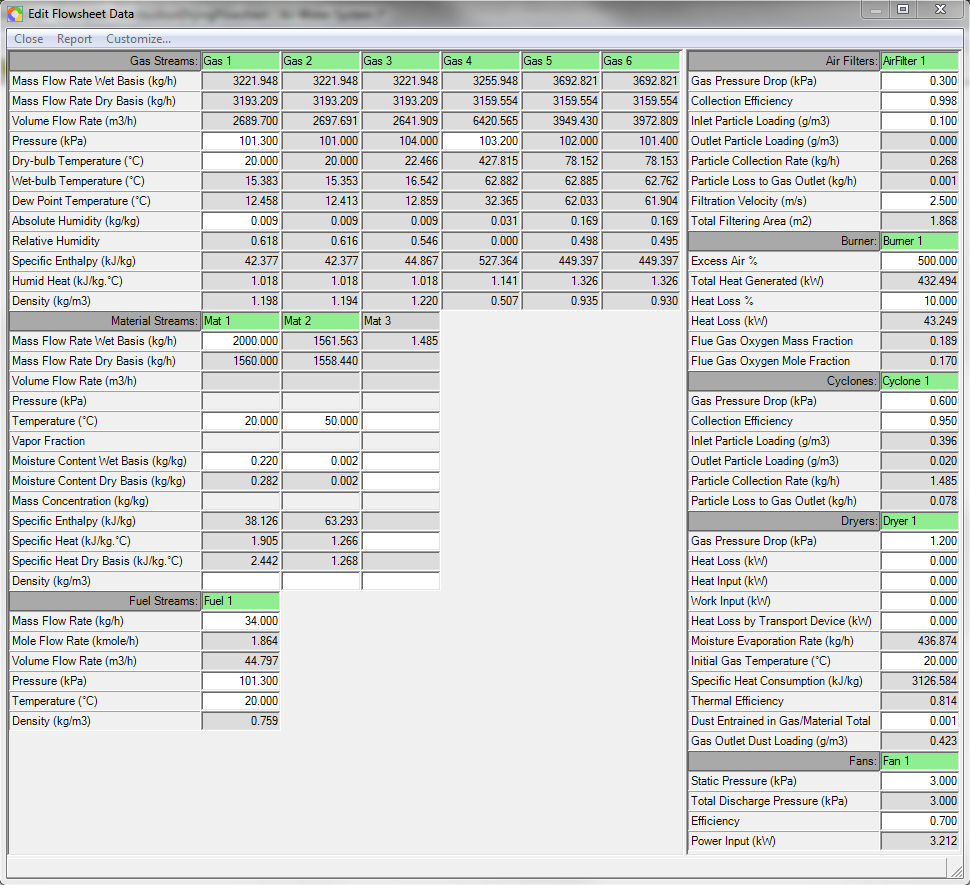 Edit Flowsheet Data
Close Report Customize...
Gas Streams: Gas 1 Gas 2 Gas 3 Gas 4 Gas 5 Gas 6
Mass Flow Rate Wet Basis (kg/h) 3221.948 3221.948 3221.948 3255.948 3692.821 3692.821
Mass Flow Rate Dry Basis (kg/h) 3193.209 3193.209 3193.209 3159.554 3159.554 3159.554
Volume Flow Rate (m3/h) 2689.700 2697.691 2641.909 6420.565 3949.430 3972.809
Pressure (kPa) 101.300 101.000 104.000 103.200 102.000 101.400
Dry-bulb Temperature (°C) 20.000 20.000 22.466 427.815 78.152 78.153
Wet-bulb Temperature (°C) 15.383 15.353 16.542 62.882 62.885 62.762
Dew Point Temperature (°C) 12.458 12.413 12.859 32.365 62.033 61.904
Absolute Humidity (kg/kg) 0.009 0.009 0.009 0.031 0.169 0.169
Relative Humidity 0.618 0.616 0.546 0.000 0.498 0.495
Specific Enthalpy (kJ/kg) 42.377 42.377 44.867 527.364 449.397 449.397
Humid Heat (kJ/kg.°C) 1.018 1.018 1.018 1.141 1.326 1.326
Density (kg/m3) 1.198 1.194 1.220 0.507 0.935 0.930
Material Streams: Mat 1 Mat 2 Mat 3
Mass Flow Rate Wet Basis (kg/h) 2000.000 1561.563 1.485
Mass Flow Rate Dry Basis (kg/h) 1560.000 1558.440
Volume Flow Rate (m3/h)
Pressure (kPa)
Temperature (°C) 20.000 50.000
Vapor Fraction
Moisture Content Wet Basis (kg/kg) 0.220 0.002
Moisture Content Dry Basis (kg/kg) 0.282 0.002
Mass Concentration (kg/kg)
Specific Enthalpy (kJ/kg) 38.126 63.293
Specific Heat (kJ/kg.°C) 1.905 1.266
Specific Heat Dry Basis (kJ/kg.°C) 2.442 1.268
Density (kg/m3)
Fuel Streams: Fuel 1
Mass Flow Rate (kg/h) 34.000
Mole Flow Rate (kmole/h) 1.864
Volume Flow Rate (m3/h) 44.797
Pressure (kPa) 101.300
Temperature (°C) 20.000
Density (kg/m3) 0.759
Air Filters: AirFilter 1
Gas Pressure Drop (kPa) 0.300
Collection Efficiency 0.998
Inlet Particle Loading (g/m3) 0.100
Outlet Particle Loading (g/m3) 0.000
Particle Collection Rate (kg/h) 0.268
Particle Loss to Gas Outlet (kg/h) 0.001
Filtration Velocity (m/s) 2.500
Total Filtering Area (m2) 1.868
Burner: Burner 1
Excess Air % 500.000
Total Heat Generated (kW) 432.494
Heat Loss % 10.000
Heat Loss (kW) 43.249
Flue Gas Oxygen Mass Fraction 0.189
Flue Gas Oxygen Mole Fraction 0.170
Cyclones: Cyclone 1
Gas Pressure Drop (kPa) 0.600
Collection Efficiency 0.950
Inlet Particle Loading (g/m3) 0.396
Outlet Particle Loading (g/m3) 0.020
Particle Collection Rate (kg/h) 1.485
Particle Loss to Gas Outlet (kg/h) 0.078
Dryers: Dryer 1
Gas Pressure Drop (kPa) 1.200
Heat Loss (kW) 0.000
Heat Input (kW) 0.000
Work Input (kW) 0.000
Heat Loss by Transport Device (kW) 0.000
Moisture Evaporation Rate (kg/h) 436.874
Initial Gas Temperature (°C) 20.000
Specific Heat Consumption (kJ/kg) 3126.584
Thermal Efficiency 0.814
Dust Entrained in Gas/Material Total 0.001
Gas Outlet Dust Loading (g/m3) 0.423
Fans: Fan 1
Static Pressure (kPa) 3.000
Total Discharge Pressure (kPa) 3.000
Efficiency 0.700
Power Input (kW) 3.212